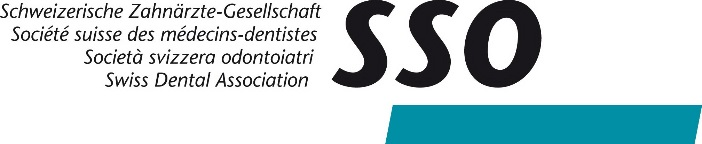 Schweizerische Zahnärzte-Gesellschaft
Société suisse des médecins-dentistes
Società svizzera odontoiatri
Swiss Dental Association
SSO